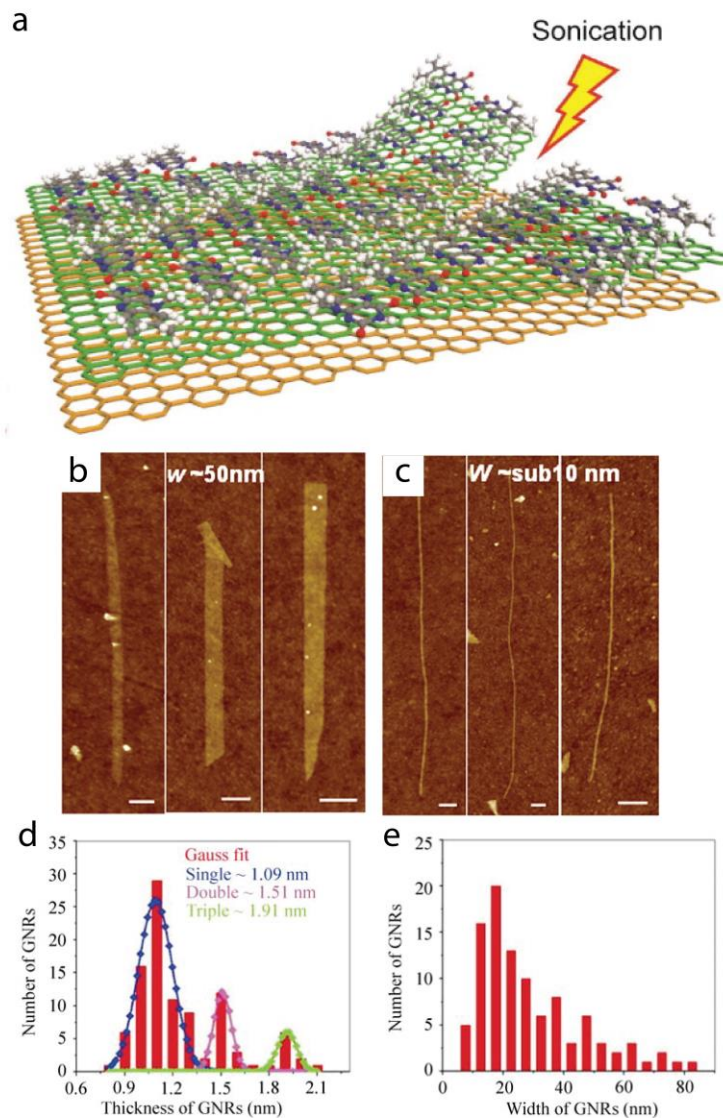 a
Sonication
b
w ~50nm
c
W ~sub10 nm
d
35
30
25
20
15
10
5
0
Number of GNRs
Gauss fit
Single ~ 1.09 nm
Double ~ 1.51 nm
Triple ~ 1.91 nm
0.6 0.9 1.2 1.5 1.8 2.1
Thickness of GNRs (nm)
e
25
20
15
10
5
0
Number of GNRs
0 20 40 60 80
Width of GNRs (nm)